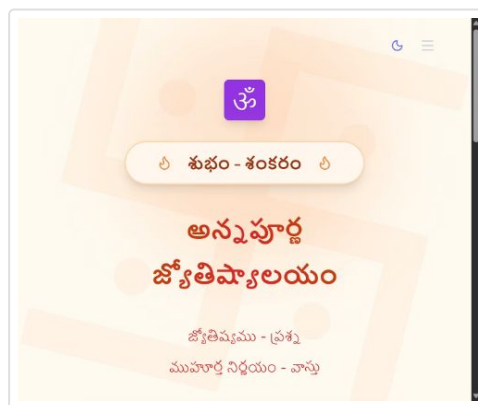 🕉
శుభం - శంకరం
అన్నపూర్ణ
జ్యోతిష్యాలయం
జ్యోతిష్యము - ప్రశ్న
ముహూర్త నిర్ణయం - వాస్తు